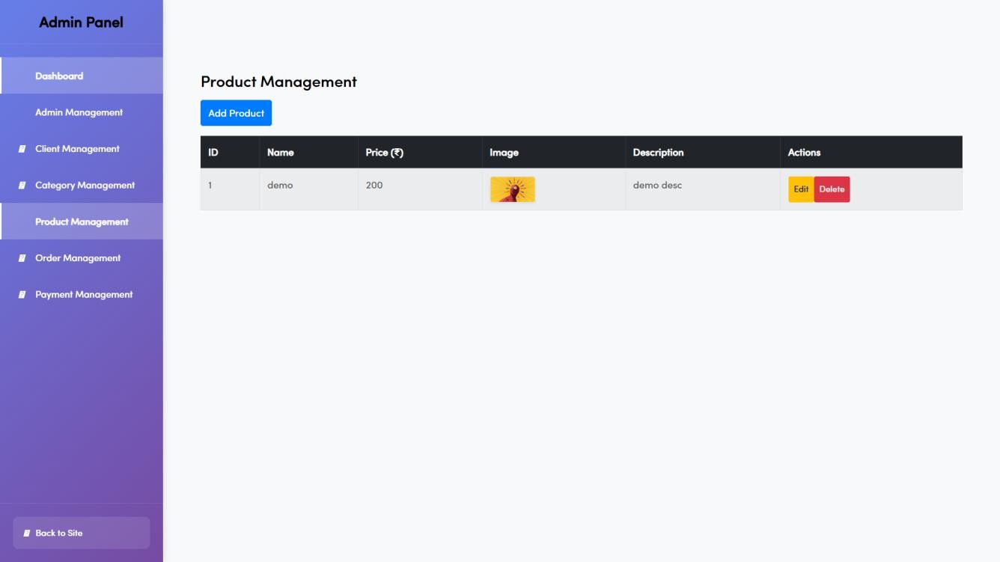 Admin Panel
Dashboard
Admin Management
Client Management
Category Management
Product Management
Order Management
Payment Management
Back to Site
Product Management
Add Product
ID Name Price (₹) Image Description Actions
1 demo 200 demo desc Edit Delete